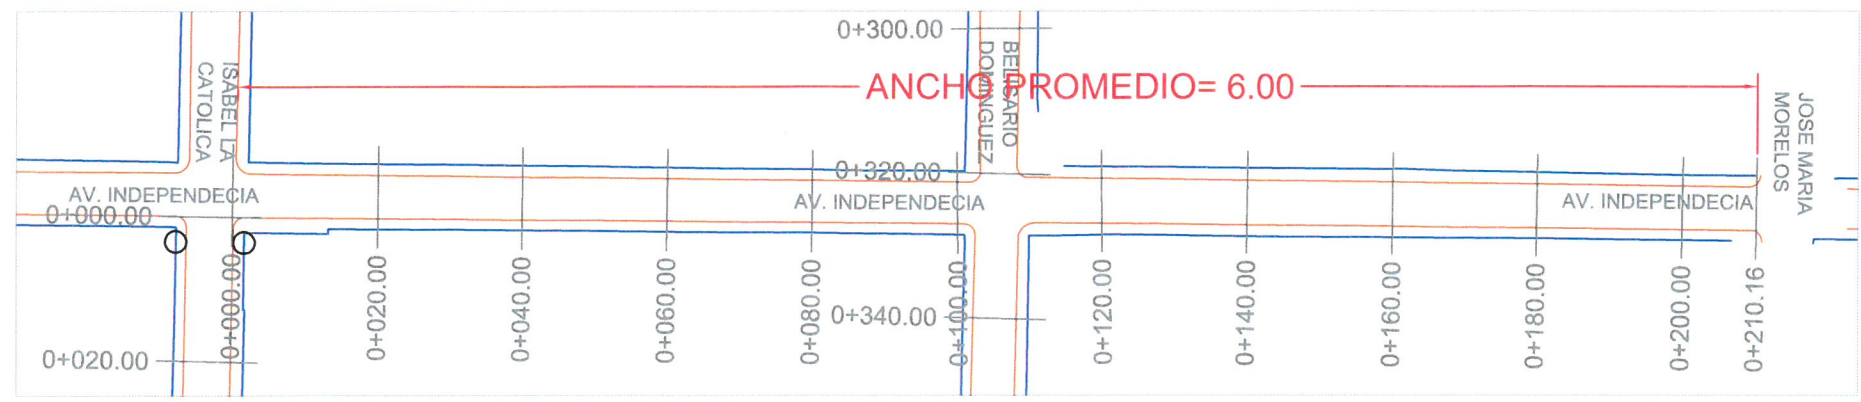 0+300.00
ANCHO PROMEDIO= 6.00
ISABEL LA
CATOLICA
BELICARIO
DOMINGUEZ
JOSE MARIA
MORELOS
0+320.00
AV. INDEPENDECIA
AV. INDEPENDECIA
AV. INDEPENDECIA
0+000.00
0+000.00
0+020.00
0+040.00
0+060.00
0+080.00
0+100.00
0+120.00
0+140.00
0+160.00
0+180.00
0+200.00
0+210.16
0+340.00
0+020.00